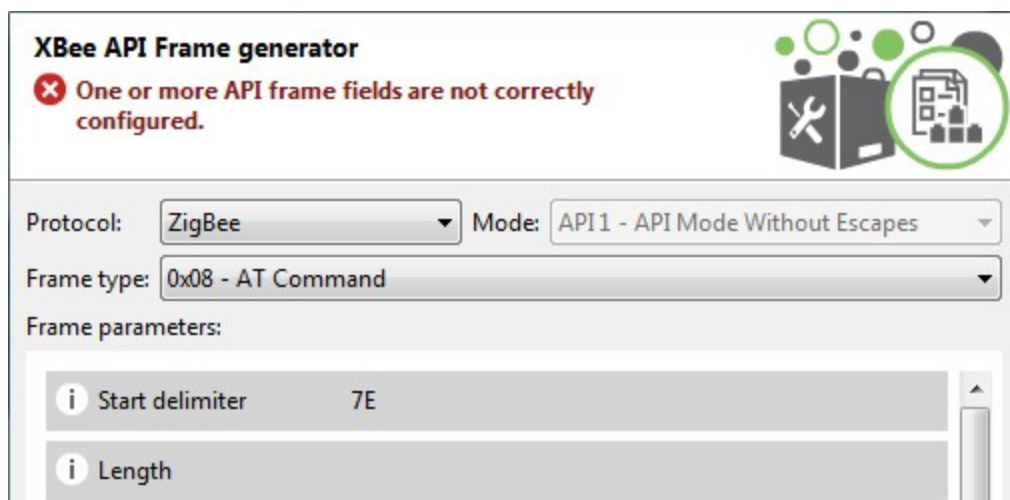 XBee API Frame generator
One or more API frame fields are not correctly
configured.
Protocol: ZigBee Mode: API 1 - API Mode Without Escapes
Frame type: 0x08 - AT Command
Frame parameters:
i Start delimiter 7E
i Length